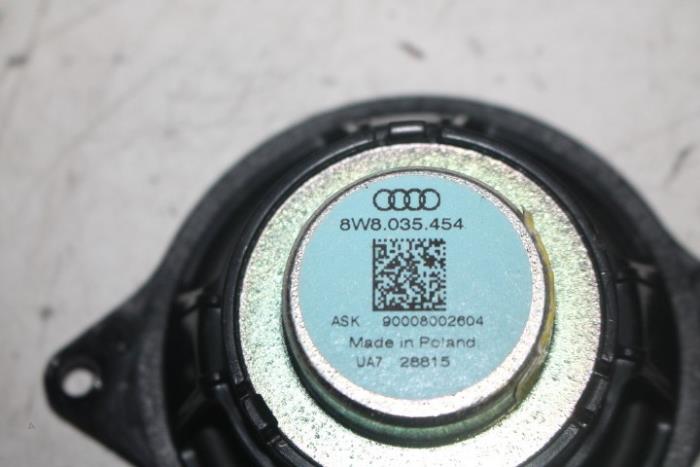 8W8.035.454
ASK 90008002604
Made in Poland
UA7 28815